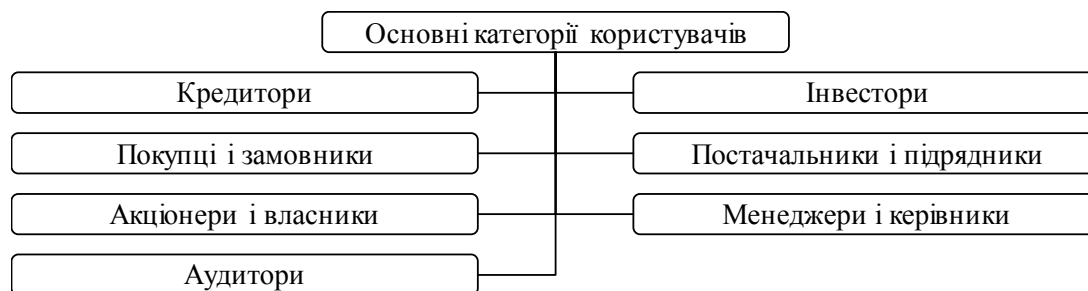 Основні категорії користувачів
Кредитори
Інвестори
Покупці і замовники
Постачальники і підрядники
Акціонери і власники
Менеджери і керівники
Аудитори